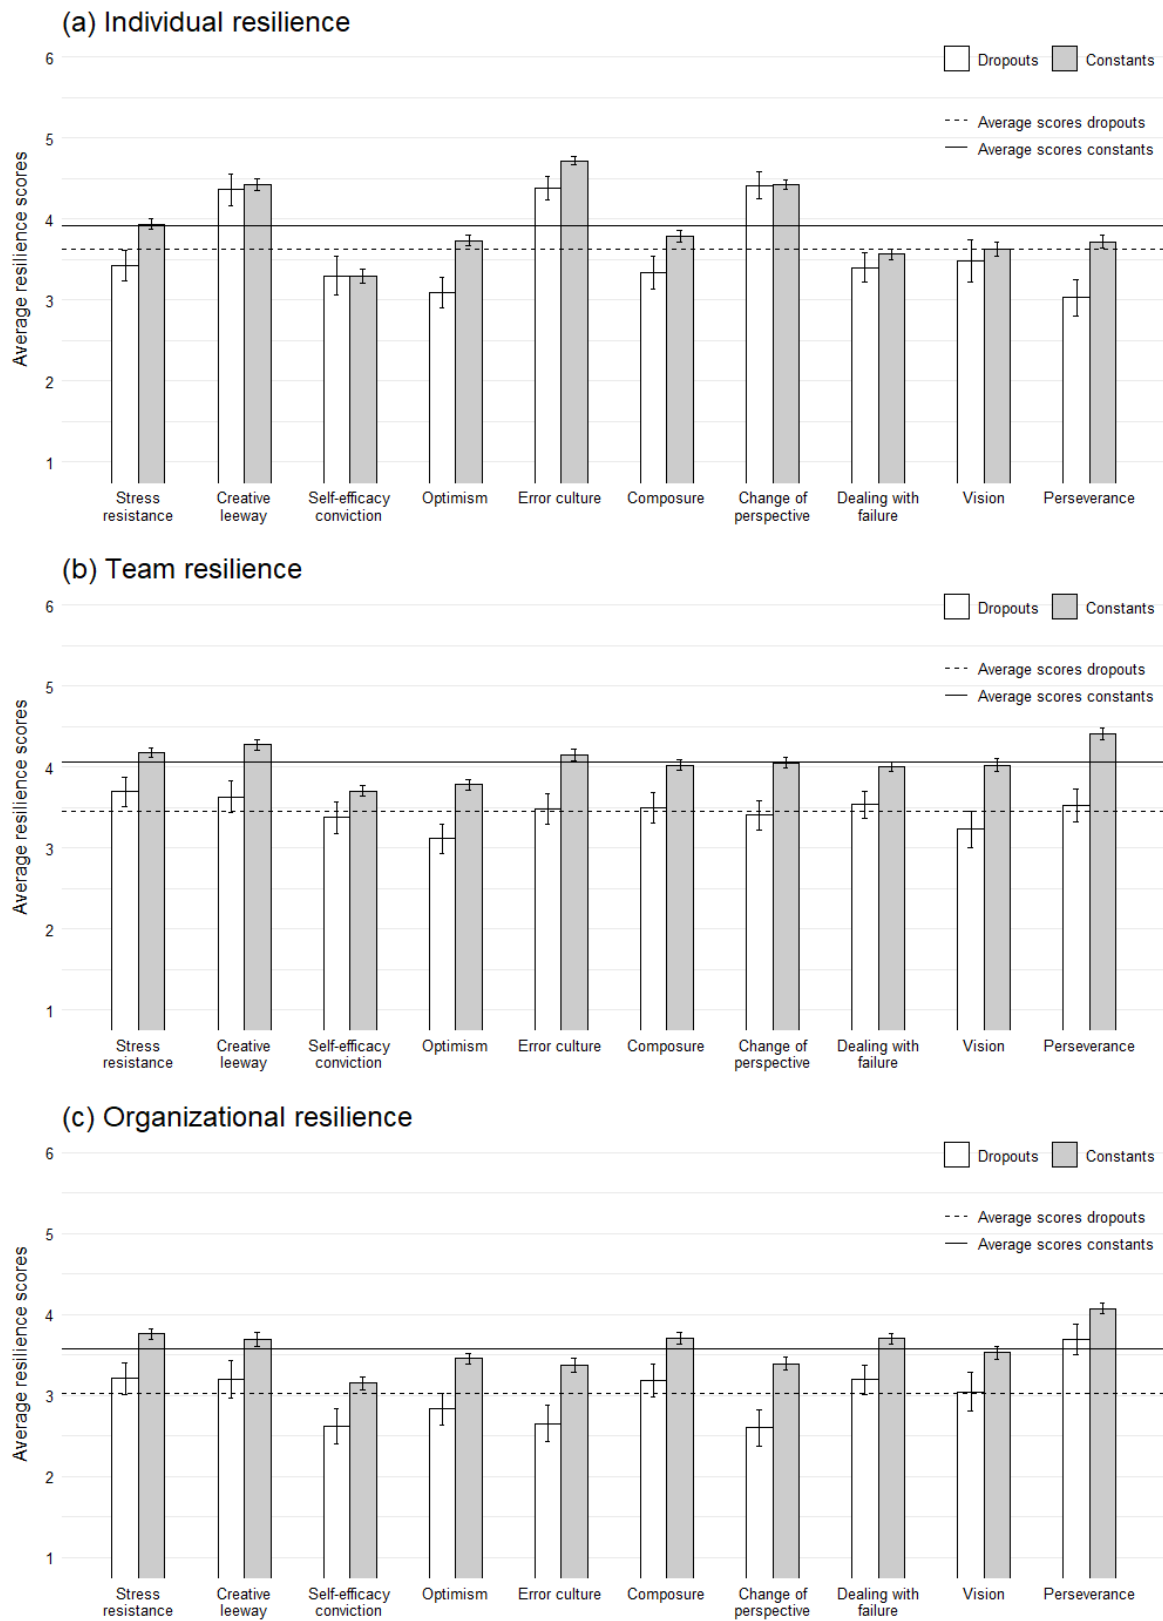 (a) Individual resilience
Dropouts
Constants
Average scores dropouts
Average scores constants
Average resilience scores
6
5
4
3
2
1
Stress
resistance
Creative
leeway
Self-efficacy
conviction
Optimism
Error culture
Composure
Change of
perspective
Dealing with
failure
Vision
Perseverance
(b) Team resilience
Dropouts
Constants
Average scores dropouts
Average scores constants
Average resilience scores
6
5
4
3
2
1
Stress
resistance
Creative
leeway
Self-efficacy
conviction
Optimism
Error culture
Composure
Change of
perspective
Dealing with
failure
Vision
Perseverance
(c) Organizational resilience
Dropouts
Constants
Average scores dropouts
Average scores constants
Average resilience scores
6
5
4
3
2
1
Stress
resistance
Creative
leeway
Self-efficacy
conviction
Optimism
Error culture
Composure
Change of
perspective
Dealing with
failure
Vision
Perseverance